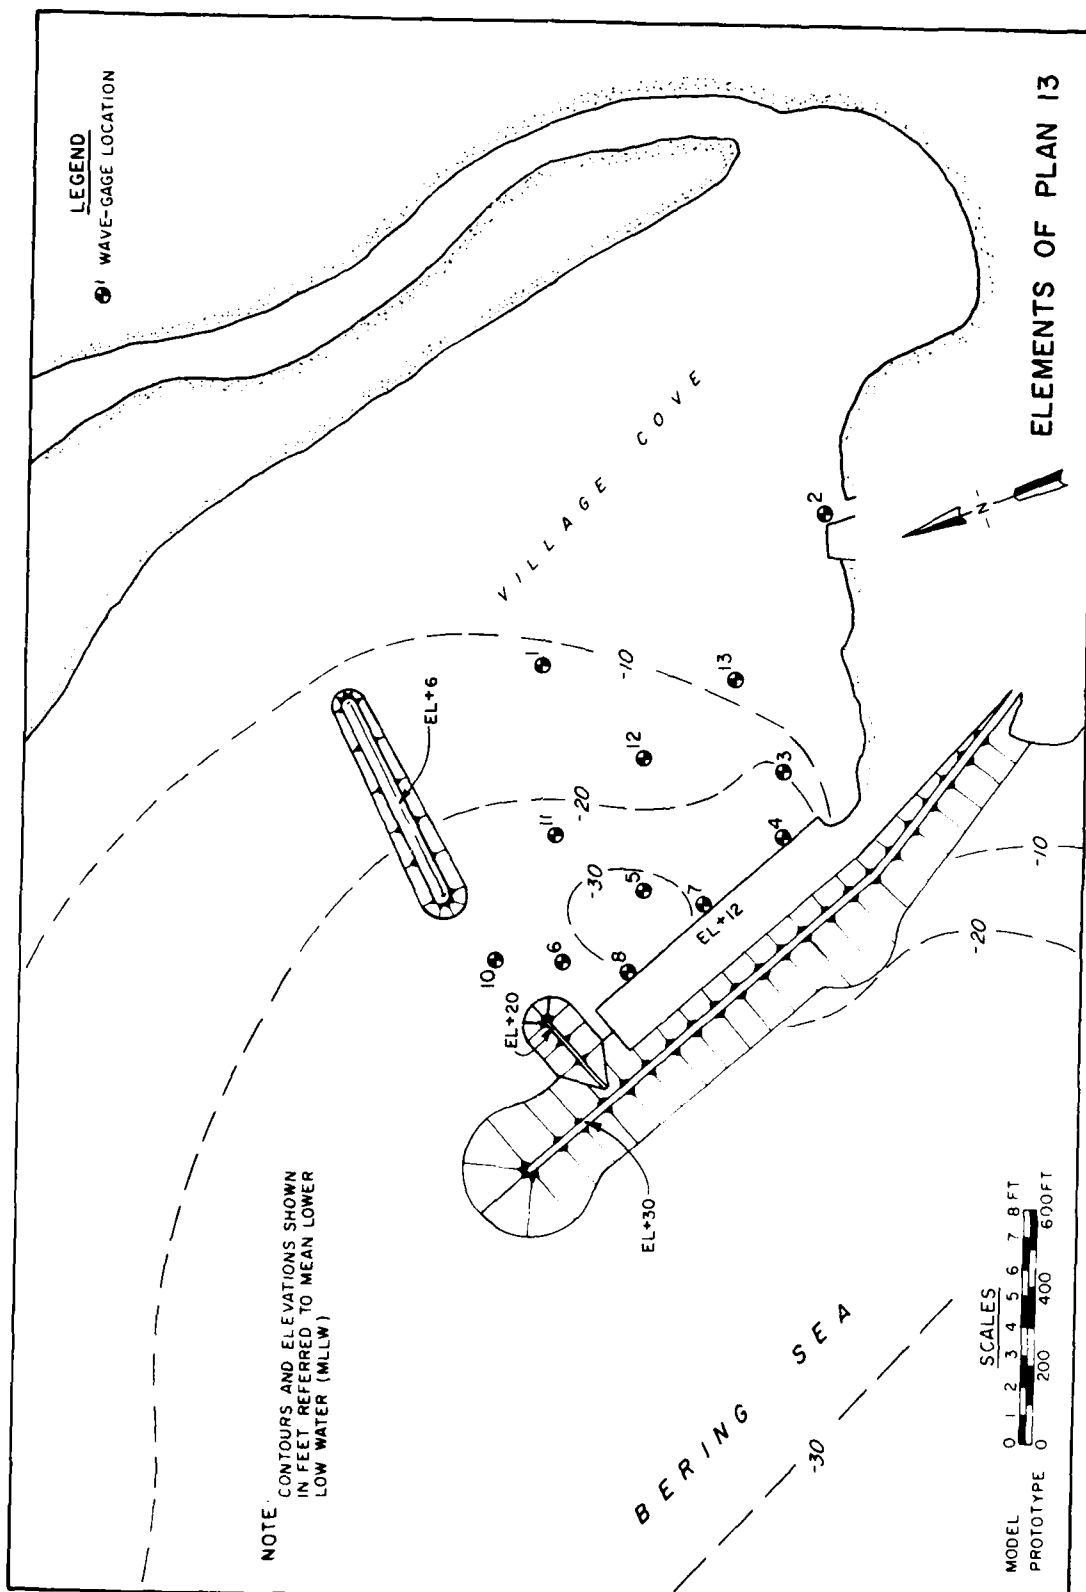 LEGEND
1 WAVE-GAGE LOCATION
NOTE: CONTOURS AND ELEVATIONS SHOWN
IN FEET REFERRED TO MEAN LOWER
LOW WATER (MLLW)
VILLAGE COVE
BERING SEA
EL+6
EL+20
EL+12
EL+30
-10
-20
-30
-10
-20
-30
1
2
3
4
5
6
7
8
10
11
12
13
N
SCALES
MODEL 0 1 2 3 4 5 6 7 8 FT
PROTOTYPE 0 200 400 600 FT
ELEMENTS OF PLAN 13